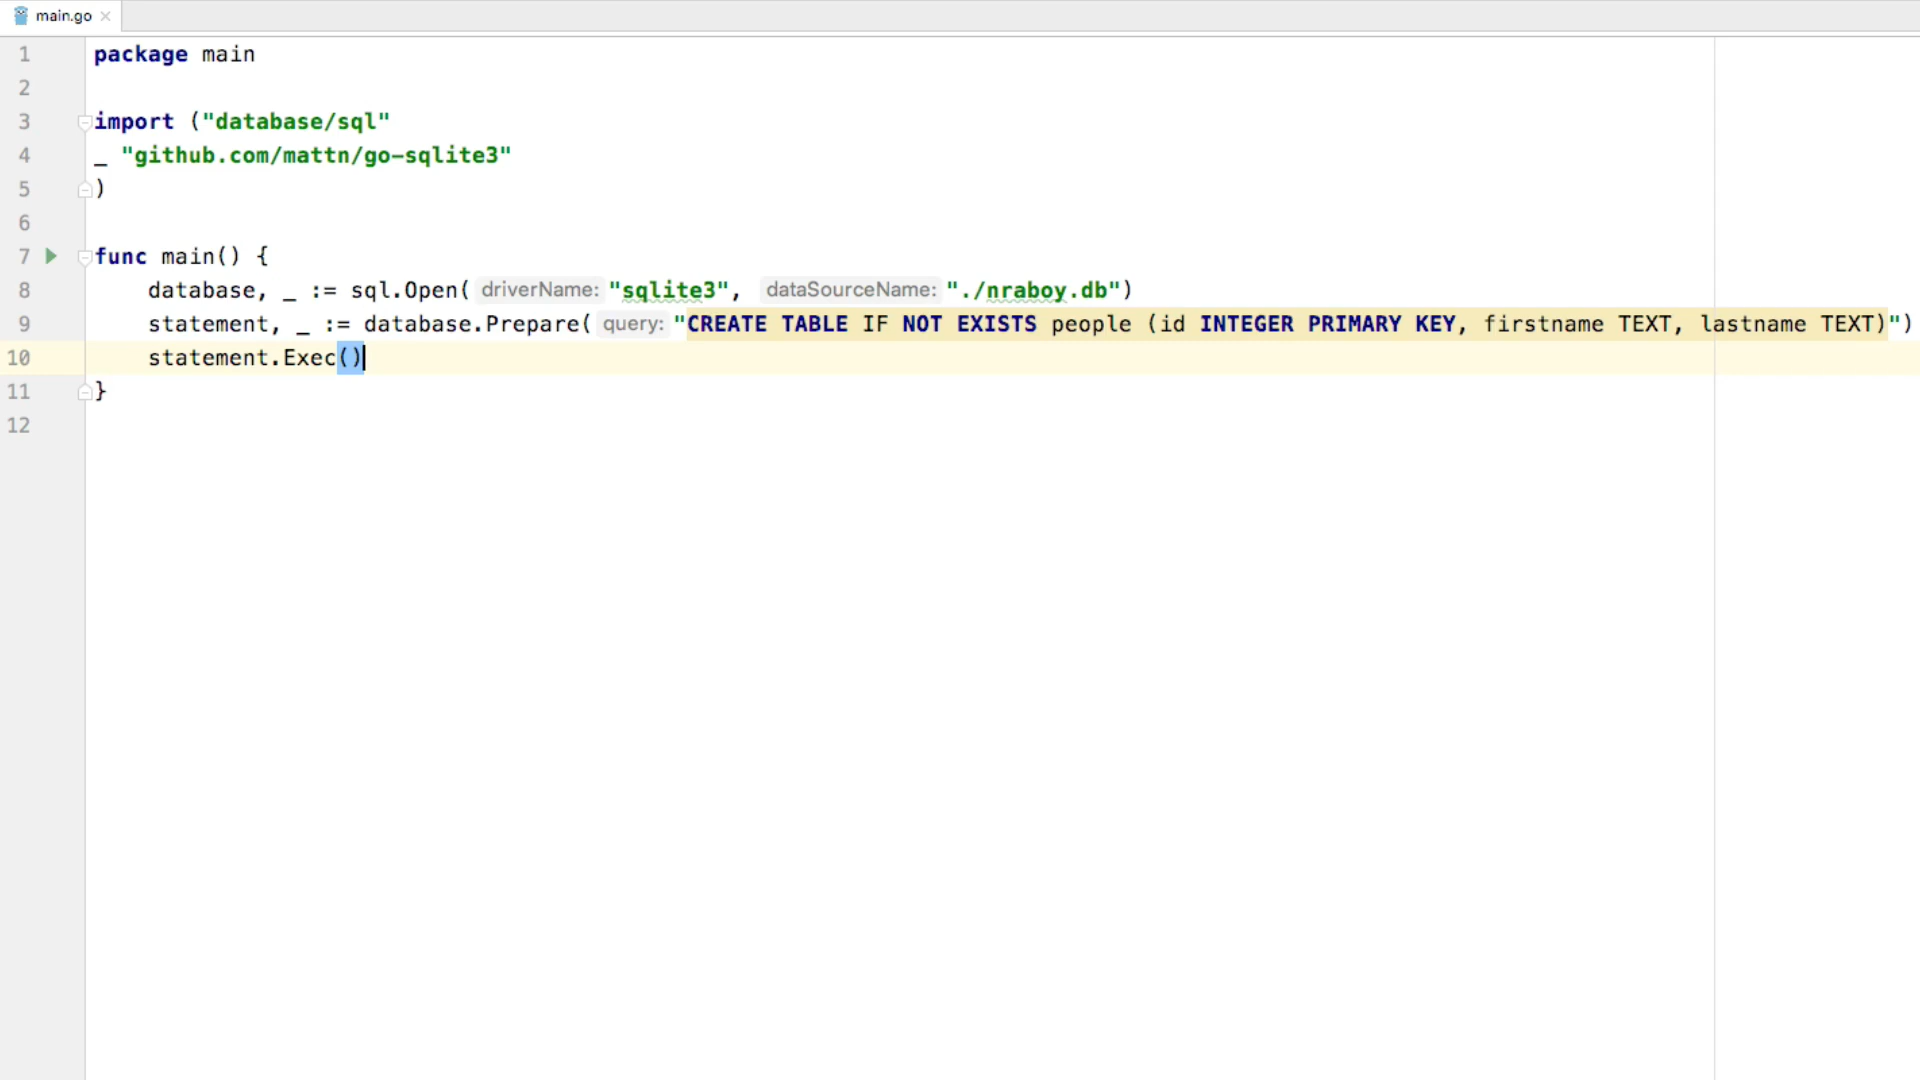 main.go
1 package main
2
3 import ("database/sql"
4 _ "github.com/mattn/go-sqlite3"
5 )
6
7 func main() {
8 database, _ := sql.Open( driverName: "sqlite3", dataSourceName: "./nraboy.db")
9 statement, _ := database.Prepare( query: "CREATE TABLE IF NOT EXISTS people (id INTEGER PRIMARY KEY, firstname TEXT, lastname TEXT)")
10 statement.Exec()
11 }
12